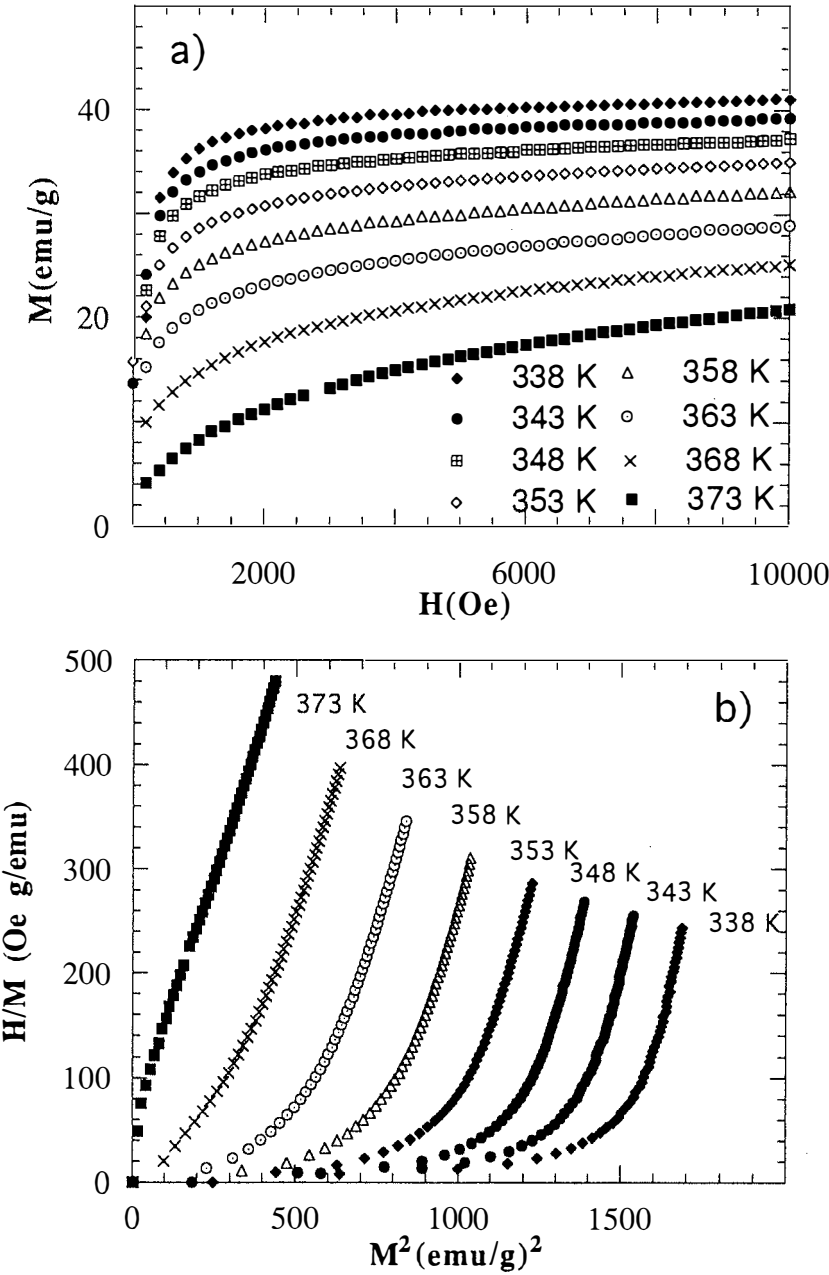 a)
40
20
0
M(emu/g)
338 K 358 K
343 K 363 K
348 K 368 K
353 K 373 K
2000 6000 10000
H(Oe)
500
400
300
200
100
0
H/M (Oe g/emu)
b)
373 K
368 K
363 K
358 K
353 K
348 K
343 K
338 K
0 500 1000 1500
M²(emu/g)²